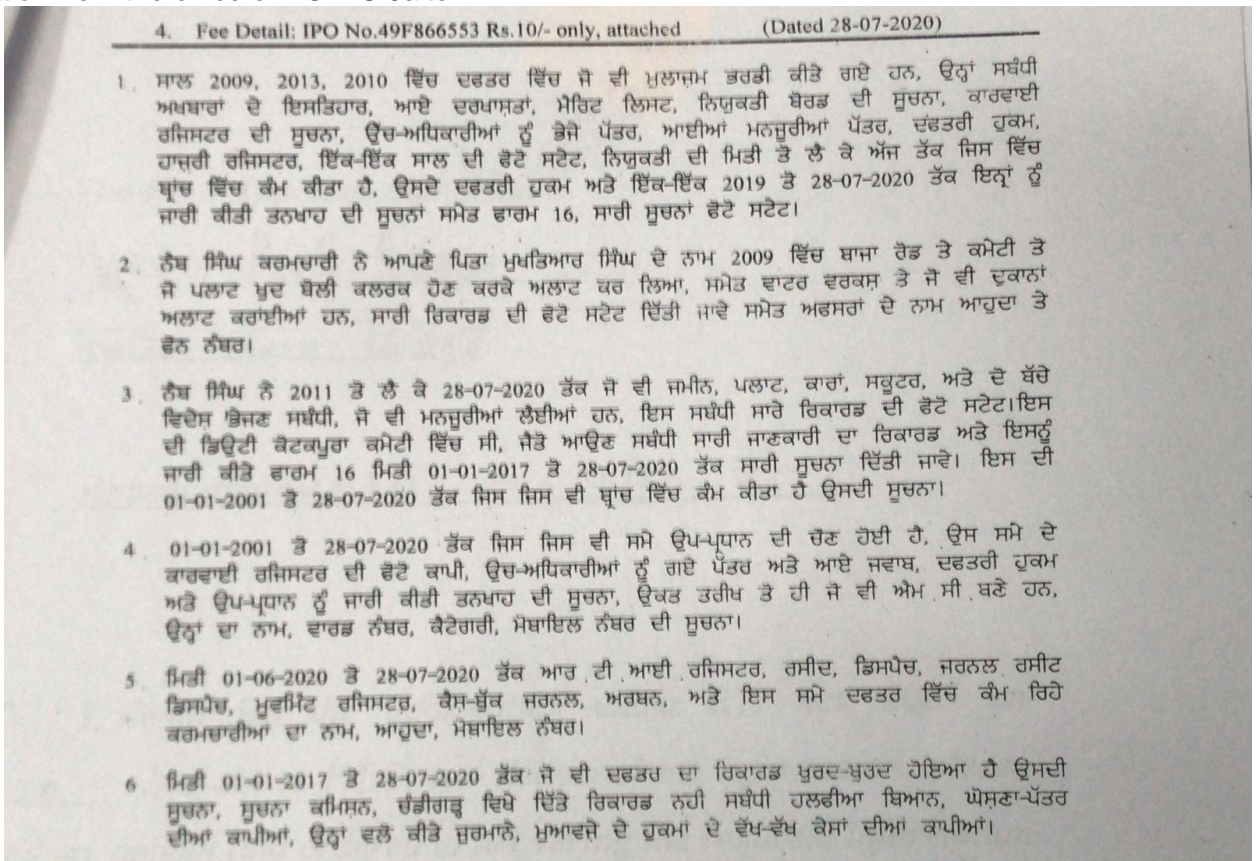 4. Fee Detail: IPO No.49F866553 Rs.10/- only, attached (Dated 28-07-2020)
1. ਸਾਲ 2009, 2013, 2010 ਵਿੱਚ ਦਫਤਰ ਵਿੱਚ ਜੋ ਵੀ ਮੁਲਾਜ਼ਮ ਭਰਤੀ ਕੀਤੇ ਗਏ ਹਨ, ਉਨ੍ਹਾਂ ਸਬੰਧੀ
ਅਖਬਾਰਾਂ ਦੇ ਇਸਤਿਹਾਰ, ਆਏ ਦਰਖਾਸ਼ਤਾਂ, ਮੈਰਿਟ ਲਿਸਟ, ਨਿਯੁਕਤੀ ਬੋਰਡ ਦੀ ਸੂਚਨਾ, ਕਾਰਵਾਈ
ਰਜਿਸਟਰ ਦੀ ਸੂਚਨਾ, ਉੱਚ-ਅਧਿਕਾਰੀਆਂ ਨੂੰ ਭੇਜੇ ਪੱਤਰ, ਆਈਆਂ ਮਨਜੂਰੀਆਂ ਪੱਤਰ, ਦਫਤਰੀ ਹੁਕਮ,
ਹਾਜ਼ਰੀ ਰਜਿਸਟਰ, ਇੱਕ-ਇੱਕ ਸਾਲ ਦੀ ਫੋਟੋ ਸਟੇਟ, ਨਿਯੁਕਤੀ ਦੀ ਮਿਤੀ ਤੋ ਲੈ ਕੇ ਅੱਜ ਤੱਕ ਜਿਸ ਵਿੱਚ
ਬ੍ਰਾਂਚ ਵਿੱਚ ਕੰਮ ਕੀਤਾ ਹੈ, ਉਸਦੇ ਦਫਤਰੀ ਹੁਕਮ ਅਤੇ ਇੱਕ-ਇੱਕ 2019 ਤੋ 28-07-2020 ਤੱਕ ਇਨ੍ਹਾਂ ਨੂੰ
ਜਾਰੀ ਕੀਤੀ ਤਨਖਾਹ ਦੀ ਸੂਚਨਾਂ ਸਮੇਤ ਫਾਰਮ 16, ਸਾਰੀ ਸੂਚਨਾਂ ਫੋਟੋ ਸਟੇਟ।
2. ਨੈਬ ਸਿੰਘ ਕਰਮਚਾਰੀ ਨੇ ਆਪਣੇ ਪਿਤਾ ਮੁਖਤਿਆਰ ਸਿੰਘ ਦੇ ਨਾਮ 2009 ਵਿੱਚ ਬਾਜਾ ਰੋਡ ਤੇ ਕਮੇਟੀ ਤੋ
ਜੋ ਪਲਾਟ ਖੁਦ ਬੋਲੀ ਕਲਰਕ ਹੋਣ ਕਰਕੇ ਅਲਾਟ ਕਰ ਲਿਆ, ਸਮੇਤ ਵਾਟਰ ਵਰਕਸ਼ ਤੇ ਜੋ ਵੀ ਦੁਕਾਨਾਂ
ਅਲਾਟ ਕਰਾਂਈਆਂ ਹਨ, ਸਾਰੀ ਰਿਕਾਰਡ ਦੀ ਫੋਟੋ ਸਟੇਟ ਦਿੱਤੀ ਜਾਵੇ ਸਮੇਤ ਅਫਸਰਾਂ ਦੇ ਨਾਮ ਆਹੁਦਾ ਤੇ
ਫੋਨ ਨੰਬਰ।
3. ਨੈਬ ਸਿੰਘ ਨੇ 2011 ਤੋ ਲੈ ਕੇ 28-07-2020 ਤੱਕ ਜੋ ਵੀ ਜਮੀਨ, ਪਲਾਟ, ਕਾਰਾਂ, ਸਕੂਟਰ, ਅਤੇ ਦੋ ਬੱਚੇ
ਵਿਦੇਸ਼ ਭੇਜਣ ਸਬੰਧੀ, ਜੋ ਵੀ ਮਨਜੂਰੀਆਂ ਲੈਈਆਂ ਹਨ, ਇਸ ਸਬੰਧੀ ਸਾਰੇ ਰਿਕਾਰਡ ਦੀ ਫੋਟੋ ਸਟੇਟ।ਇਸ
ਦੀ ਡਿਊਟੀ ਕੋਟਕਪੂਰਾ ਕਮੇਟੀ ਵਿੱਚ ਸੀ, ਜੈਤੋ ਆਉਣ ਸਬੰਧੀ ਸਾਰੀ ਜਾਣਕਾਰੀ ਦਾ ਰਿਕਾਰਡ ਅਤੇ ਇਸਨੂੰ
ਜਾਰੀ ਕੀਤੇ ਫਾਰਮ 16 ਮਿਤੀ 01-01-2017 ਤੋ 28-07-2020 ਤੱਕ ਸਾਰੀ ਸੂਚਨਾ ਦਿੱਤੀ ਜਾਵੇ। ਇਸ ਦੀ
01-01-2001 ਤੋ 28-07-2020 ਤੱਕ ਜਿਸ ਜਿਸ ਵੀ ਬ੍ਰਾਂਚ ਵਿੱਚ ਕੰਮ ਕੀਤਾ ਹੈ ਉਸਦੀ ਸੂਚਨਾ।
4. 01-01-2001 ਤੋ 28-07-2020 ਤੱਕ ਜਿਸ ਜਿਸ ਵੀ ਸਮੇ ਉਪ-ਪ੍ਰਧਾਨ ਦੀ ਚੋਣ ਹੋਈ ਹੈ, ਉਸ ਸਮੇ ਦੇ
ਕਾਰਵਾਈ ਰਜਿਸਟਰ ਦੀ ਫੋਟੋ ਕਾਪੀ, ਉਚ-ਅਧਿਕਾਰੀਆਂ ਨੂੰ ਗਏ ਪੱਤਰ ਅਤੇ ਆਏ ਜਵਾਬ, ਦਫਤਰੀ ਹੁਕਮ
ਅਤੇ ਉਪ-ਪ੍ਰਧਾਨ ਨੂੰ ਜਾਰੀ ਕੀਤੀ ਤਨਖਾਹ ਦੀ ਸੂਚਨਾ, ਉਕਤ ਤਰੀਖ ਤੋ ਹੀ ਜੋ ਵੀ ਐਮ.ਸੀ.ਬਣੇ ਹਨ,
ਉਨ੍ਹਾਂ ਦਾ ਨਾਮ, ਵਾਰਡ ਨੰਬਰ, ਕੈਟੇਗਰੀ, ਮੋਬਾਇਲ ਨੰਬਰ ਦੀ ਸੂਚਨਾ।
5. ਮਿਤੀ 01-06-2020 ਤੋ 28-07-2020 ਤੱਕ ਆਰ.ਟੀ.ਆਈ.ਰਜਿਸਟਰ, ਰਸੀਦ, ਡਿਸਪੈਚ, ਜਰਨਲ ਰਸੀਟ
ਡਿਸਪੈਚ, ਮੂਵਮਿੰਟ ਰਜਿਸਟਰ, ਕੈਸ਼-ਬੁੱਕ ਜਰਨਲ, ਅਰਥਨ, ਅਤੇ ਇਸ ਸਮੇ ਦਫਤਰ ਵਿੱਚ ਕੰਮ ਰਿਹੇ
ਕਰਮਚਾਰੀਆਂ ਦਾ ਨਾਮ, ਆਹੁਦਾ, ਮੋਬਾਇਲ ਨੰਬਰ।
6. ਮਿਤੀ 01-01-2017 ਤੋ 28-07-2020 ਤੱਕ ਜੋ ਵੀ ਦਫਤਰ ਦਾ ਰਿਕਾਰਡ ਖੁਰਦ-ਬੁਰਦ ਹੋਇਆ ਹੈ ਉਸਦੀ
ਸੂਚਨਾ, ਸੂਚਨਾ ਕਮਿਸ਼ਨ, ਚੰਡੀਗੜ੍ਹ ਵਿਖੇ ਦਿੱਤੇ ਰਿਕਾਰਡ ਨਹੀ ਸਬੰਧੀ ਹਲਫੀਆ ਬਿਆਨ, ਘੋਸ਼ਣਾ-ਪੱਤਰ
ਦੀਆਂ ਕਾਪੀਆਂ, ਉਨ੍ਹਾਂ ਵਲੋ ਕੀਤੇ ਜੁਰਮਾਨੇ, ਮੁਆਵਜ਼ੇ ਦੇ ਹੁਕਮਾਂ ਦੇ ਵੱਖ-ਵੱਖ ਕੇਸਾਂ ਦੀਆਂ ਕਾਪੀਆਂ।